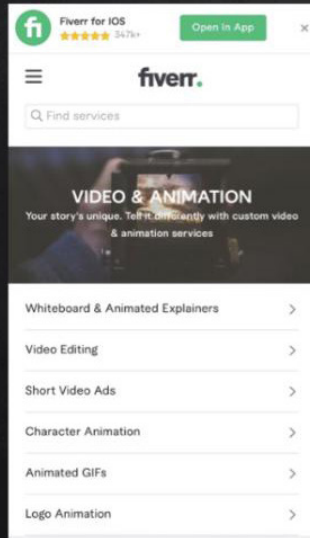 fi
Fiverr for IOS
347k+
Open in App
×
fiverr.
Find services
VIDEO & ANIMATION
Your story's unique. Tell it differently with custom video
& animation services
Whiteboard & Animated Explainers
Video Editing
Short Video Ads
Character Animation
Animated GIFs
Logo Animation